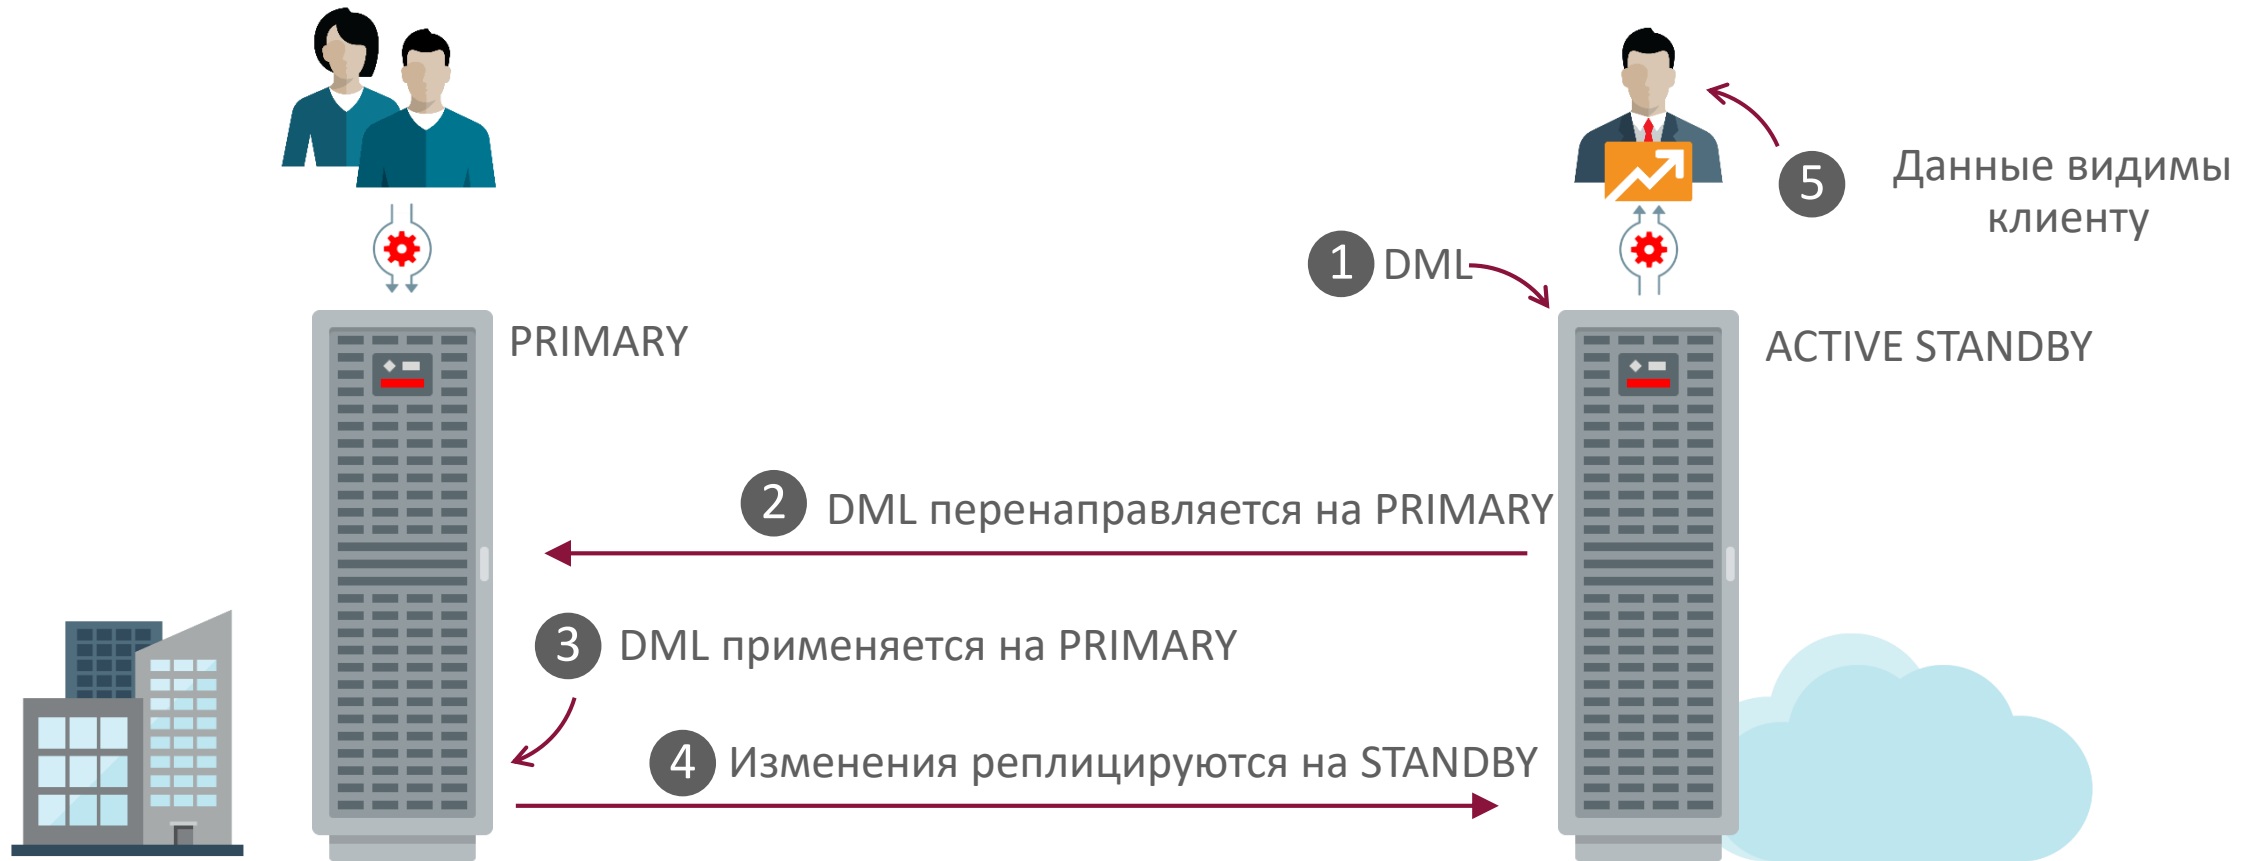 PRIMARY
ACTIVE STANDBY
1 DML
2 DML перенаправляется на PRIMARY
3 DML применяется на PRIMARY
4 Изменения реплицируются на STANDBY
5 Данные видимы
клиенту